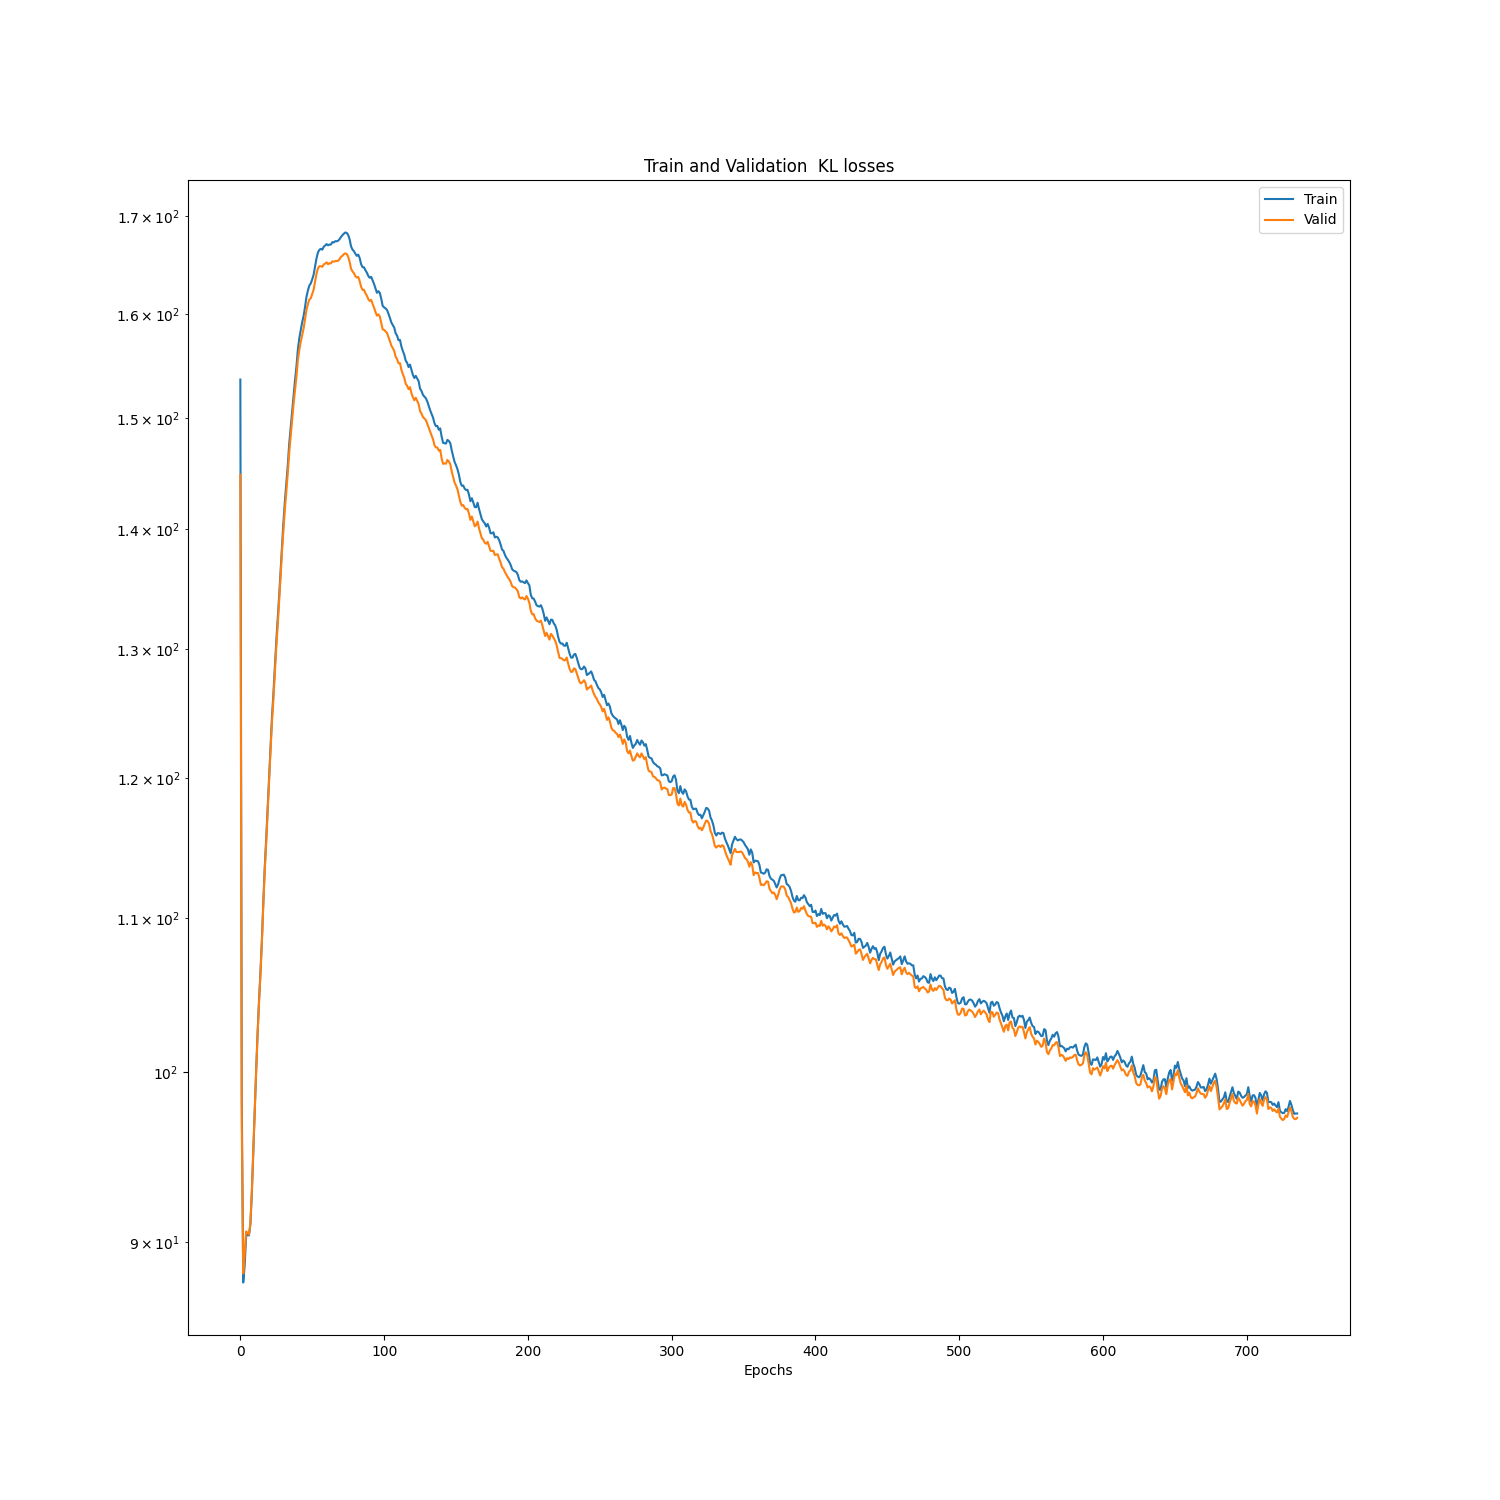 Train and Validation  KL losses
Train
Valid
1.7 × 10²
1.6 × 10²
1.5 × 10²
1.4 × 10²
1.3 × 10²
1.2 × 10²
1.1 × 10²
10²
9 × 10¹
0 100 200 300 400 500 600 700
Epochs